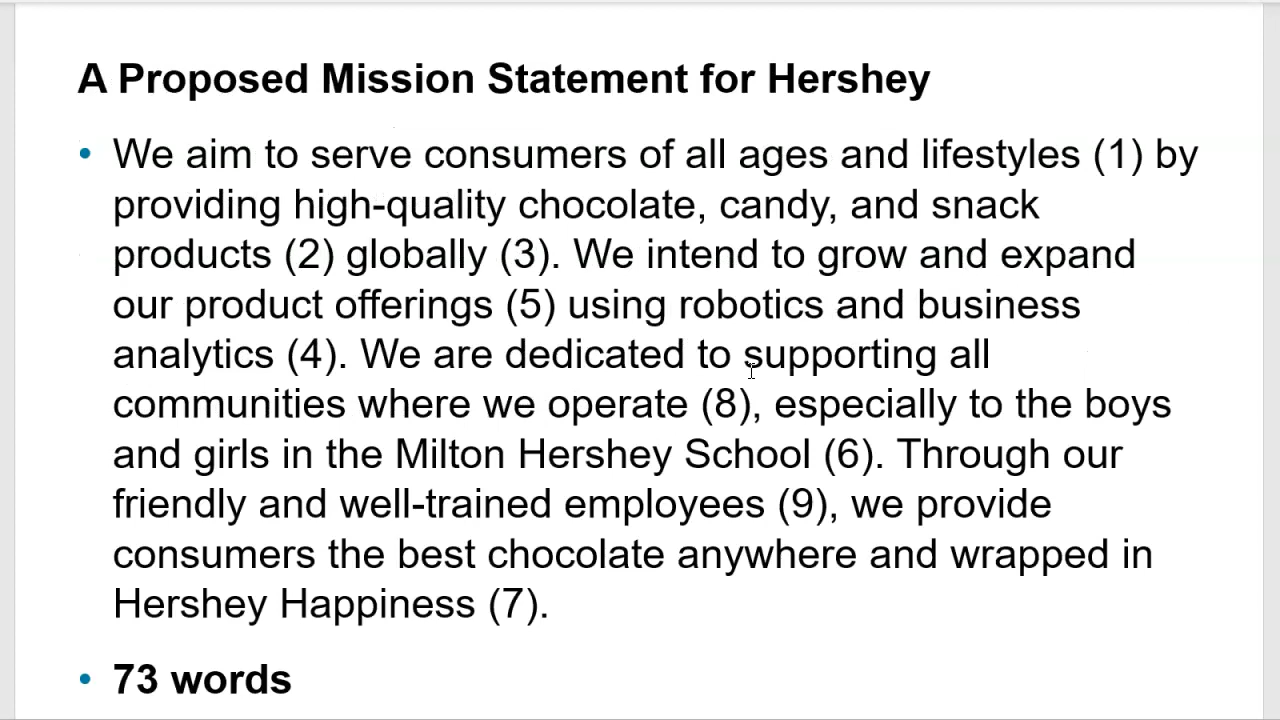 A Proposed Mission Statement for Hershey
• We aim to serve consumers of all ages and lifestyles (1) by
providing high-quality chocolate, candy, and snack
products (2) globally (3). We intend to grow and expand
our product offerings (5) using robotics and business
analytics (4). We are dedicated to supporting all
communities where we operate (8), especially to the boys
and girls in the Milton Hershey School (6). Through our
friendly and well-trained employees (9), we provide
consumers the best chocolate anywhere and wrapped in
Hershey Happiness (7).
• 73 words